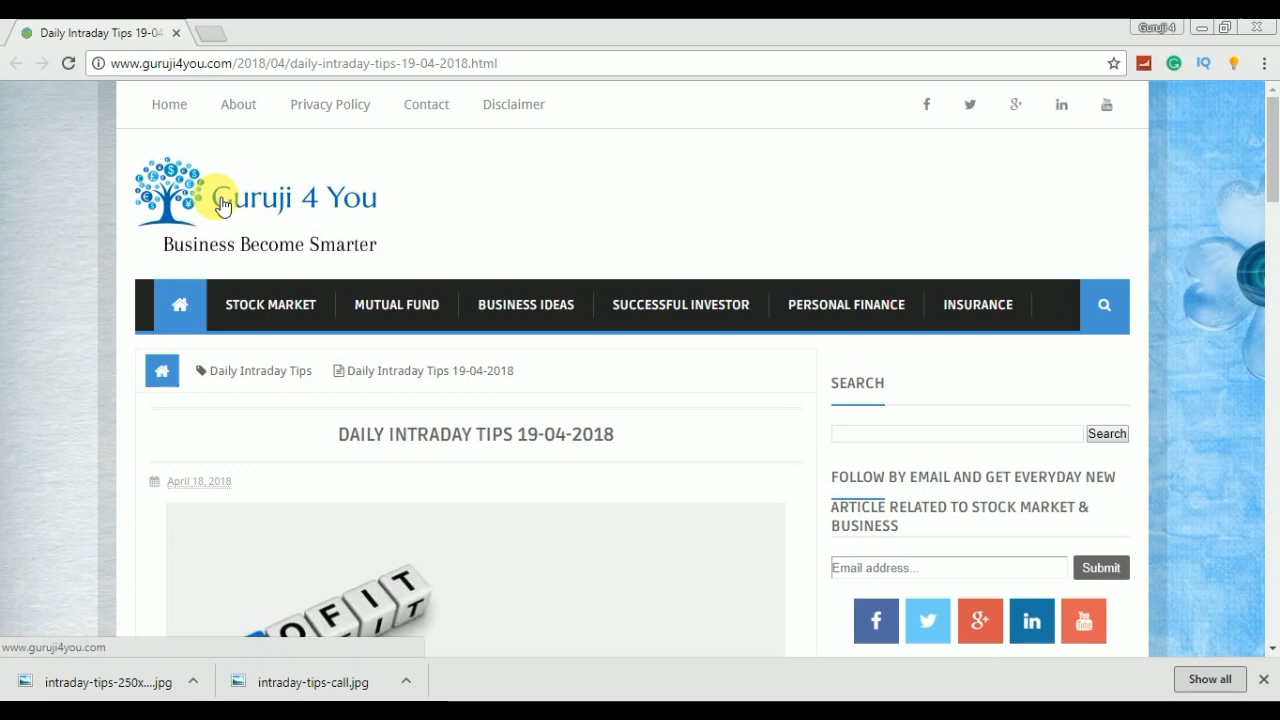 Daily Intraday Tips 19-04
Guruji 4
www.guruji4you.com/2018/04/daily-intraday-tips-19-04-2018.html
IQ
Home About Privacy Policy Contact Disclaimer
Guruji 4 You
Business Become Smarter
STOCK MARKET MUTUAL FUND BUSINESS IDEAS SUCCESSFUL INVESTOR PERSONAL FINANCE INSURANCE
Daily Intraday Tips Daily Intraday Tips 19-04-2018
SEARCH
DAILY INTRADAY TIPS 19-04-2018
Search
April 18, 2018
FOLLOW BY EMAIL AND GET EVERYDAY NEW
ARTICLE RELATED TO STOCK MARKET &
BUSINESS
Email address... Submit
OFIT
www.guruji4you.com
intraday-tips-250x....jpg intraday-tips-call.jpg Show all